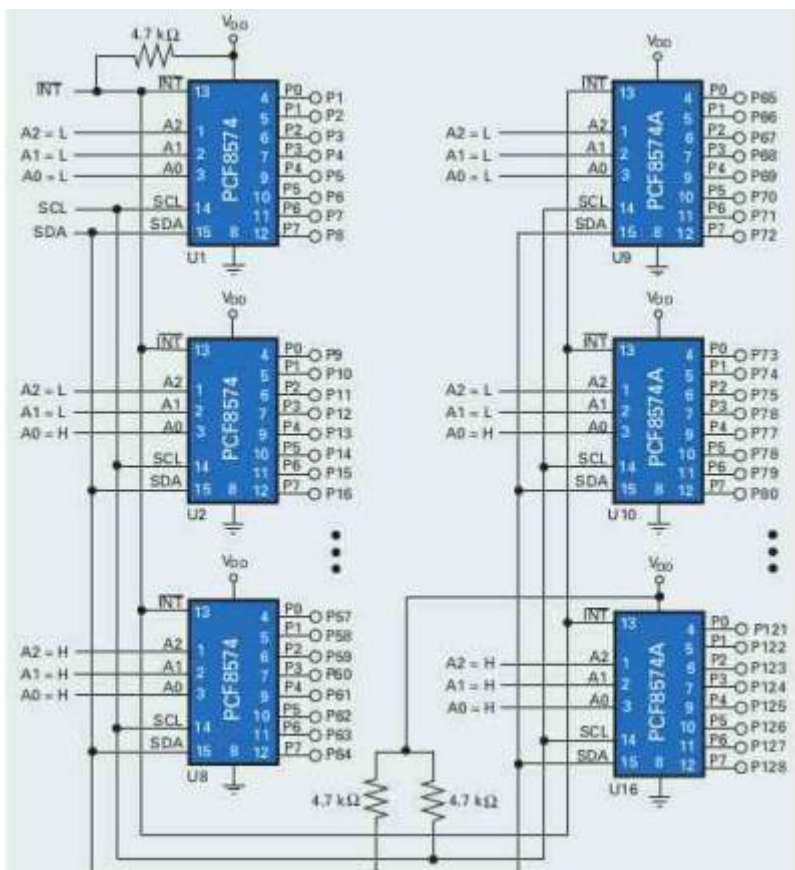 4.7 kΩ
VDD
INT
INT
13
4
P0
P1
A2 = L
A2
1
5
P1
P2
A1 = L
A1
2
6
P2
P3
A0 = L
A0
3
7
P3
P4
9
P4
P5
10
P5
P6
SCL
SCL
14
11
P6
P7
SDA
SDA
15
8
12
P7
P8
PCF8574
U1
VDD
INT
13
4
P0
P9
A2 = L
A2
1
5
P1
P10
A1 = L
A1
2
6
P2
P11
A0 = H
A0
3
7
P3
P12
9
P4
P13
10
P5
P14
SCL
14
11
P6
P15
SDA
15
8
12
P7
P16
PCF8574
U2
VDD
INT
13
4
P0
P57
A2 = H
A2
1
5
P1
P58
A1 = H
A1
2
6
P2
P59
A0 = H
A0
3
7
P3
P60
9
P4
P61
10
P5
P62
SCL
14
11
P6
P63
SDA
15
8
12
P7
P64
PCF8574
U8
VDD
INT
13
4
P0
P65
A2 = L
A2
1
5
P1
P66
A1 = L
A1
2
6
P2
P67
A0 = L
A0
3
7
P3
P68
9
P4
P69
10
P5
P70
SCL
14
11
P6
P71
SDA
15
8
12
P7
P72
PCF8574A
U9
VDD
INT
13
4
P0
P73
A2 = L
A2
1
5
P1
P74
A1 = L
A1
2
6
P2
P75
A0 = H
A0
3
7
P3
P76
9
P4
P77
10
P5
P78
SCL
14
11
P6
P79
SDA
15
8
12
P7
P80
PCF8574A
U10
VDD
INT
13
4
P0
P121
A2 = H
A2
1
5
P1
P122
A1 = H
A1
2
6
P2
P123
A0 = H
A0
3
7
P3
P124
9
P4
P125
10
P5
P126
SCL
14
11
P6
P127
SDA
15
8
12
P7
P128
PCF8574A
U16
4.7 kΩ
4.7 kΩ